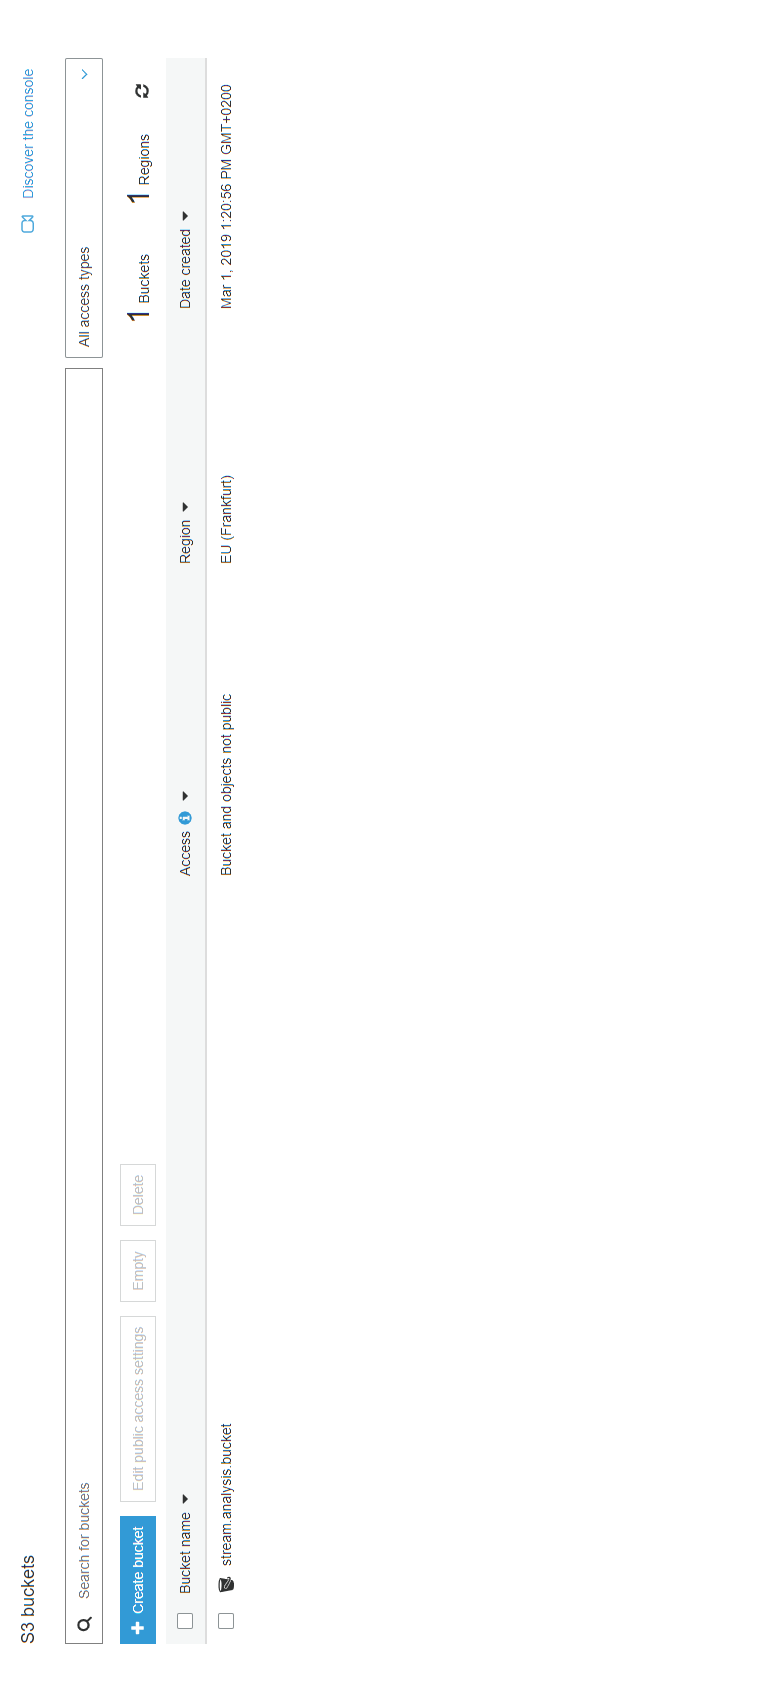 S3 buckets Discover the console
Search for buckets All access types
Create bucket Edit public access settings Empty Delete 1 Buckets 1 Regions
Bucket name Access Region Date created
stream.analysis.bucket Bucket and objects not public EU (Frankfurt) Mar 1, 2019 1:20:56 PM GMT+0200